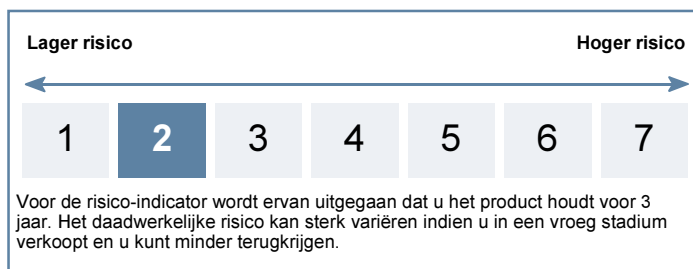 Lager risico Hoger risico
1 2 3 4 5 6 7
Voor de risico-indicator wordt ervan uitgegaan dat u het product houdt voor 3
jaar. Het daadwerkelijke risico kan sterk variëren indien u in een vroeg stadium
verkoopt en u kunt minder terugkrijgen.